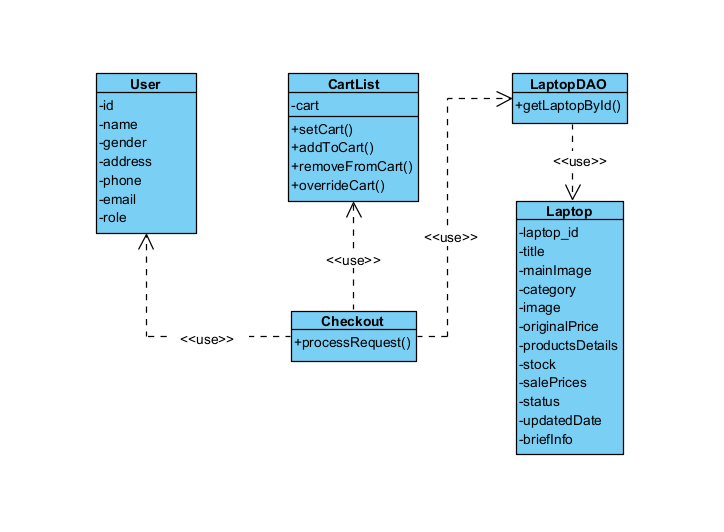 User
-id
-name
-gender
-address
-phone
-email
-role
CartList
-cart
+setCart()
+addToCart()
+removeFromCart()
+overrideCart()
LaptopDAO
+getLaptopById()
<<use>>
Laptop
-laptop_id
-title
-mainImage
-category
-image
-originalPrice
-productsDetails
-stock
-salePrices
-status
-updatedDate
-briefInfo
<<use>>
<<use>>
<<use>>
Checkout
+processRequest()